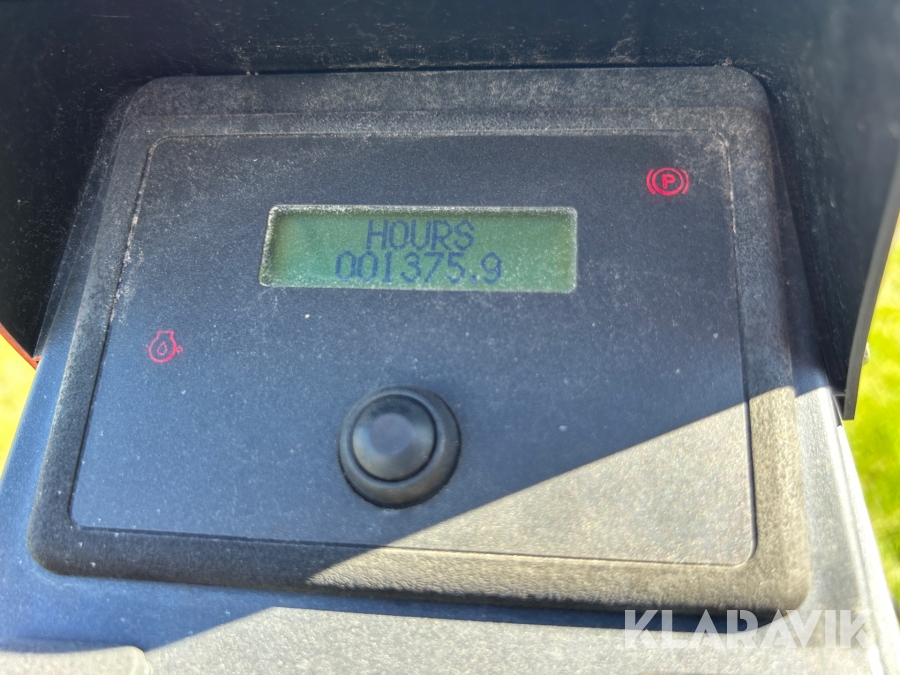 HOURS
001375.9
P
KLARAVIK